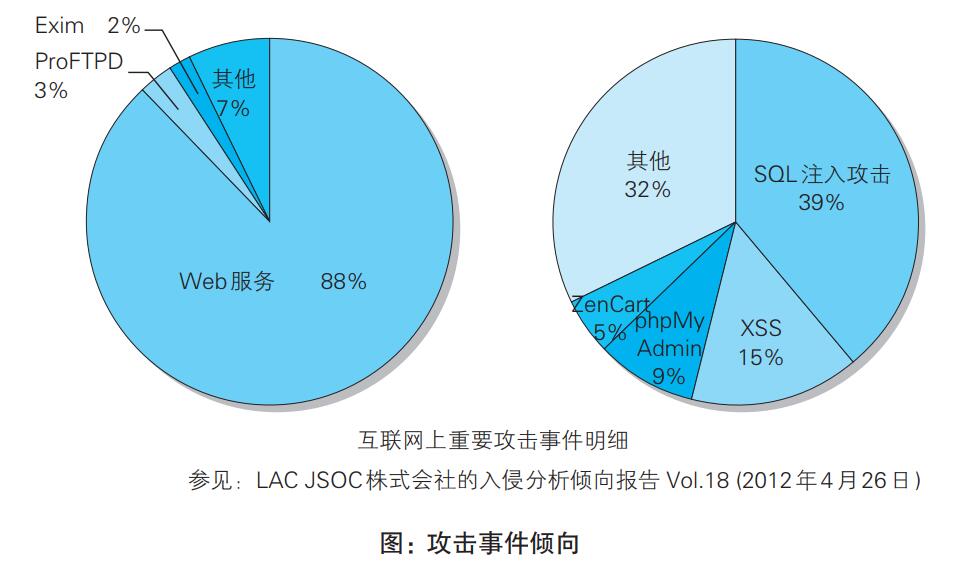 Exim 2%
ProFTPD
3%
其他
7%
Web服务 88%
其他
32%
SQL注入攻击
39%
ZenCart
5%
phpMy
Admin
9%
XSS
15%
互联网上重要攻击事件明细
参见：LAC JSOC株式会社的入侵分析倾向报告 Vol.18 (2012年4月26日)
图：攻击事件倾向